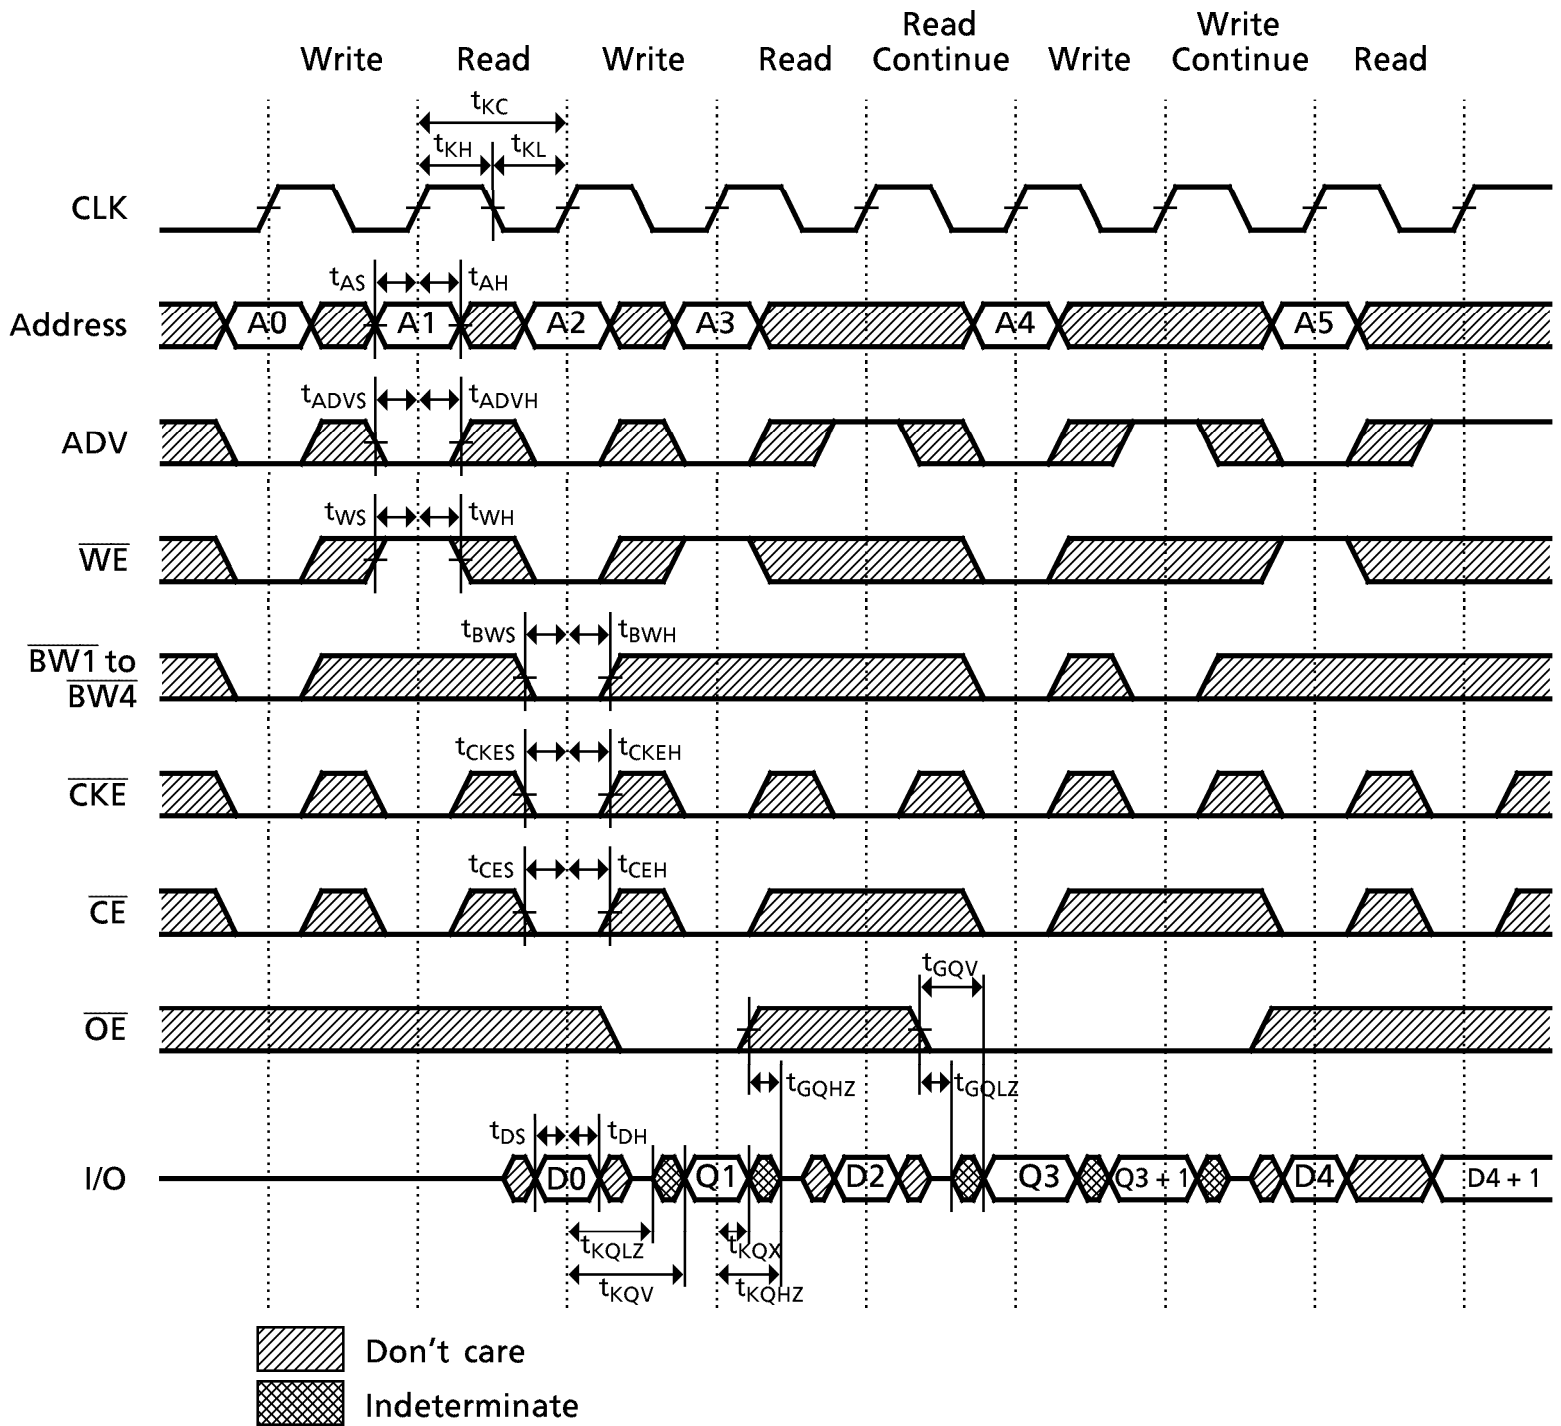 Write Read Write Read Read Continue Write Write Continue Read
tKC
tKH tKL
CLK
tAS tAH
Address A0 A1 A2 A3 A4 A5
tADVS tADVH
ADV
tWS tWH
WE
tBWS tBWH
BW1 to
BW4
tCKES tCKEH
CKE
tCES tCEH
CE
tGQV
OE
tGQHZ tGQLZ
tDS tDH
I/O D0 Q1 D2 Q3 Q3 + 1 D4 D4 + 1
tKQLZ tKQX
tKQV tKQHZ
Don't care
Indeterminate